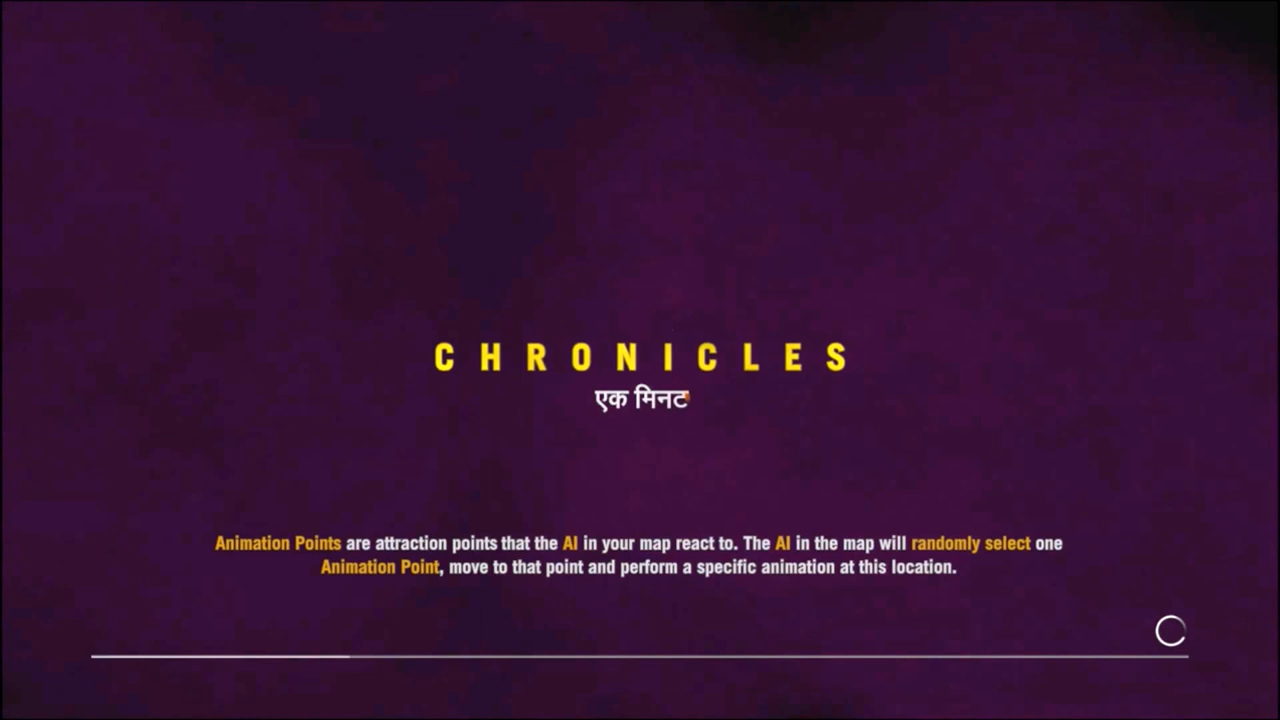 CHRONICLES
एक मिनट
Animation Points are attraction points that the AI in your map react to. The AI in the map will randomly select one
Animation Point, move to that point and perform a specific animation at this location.